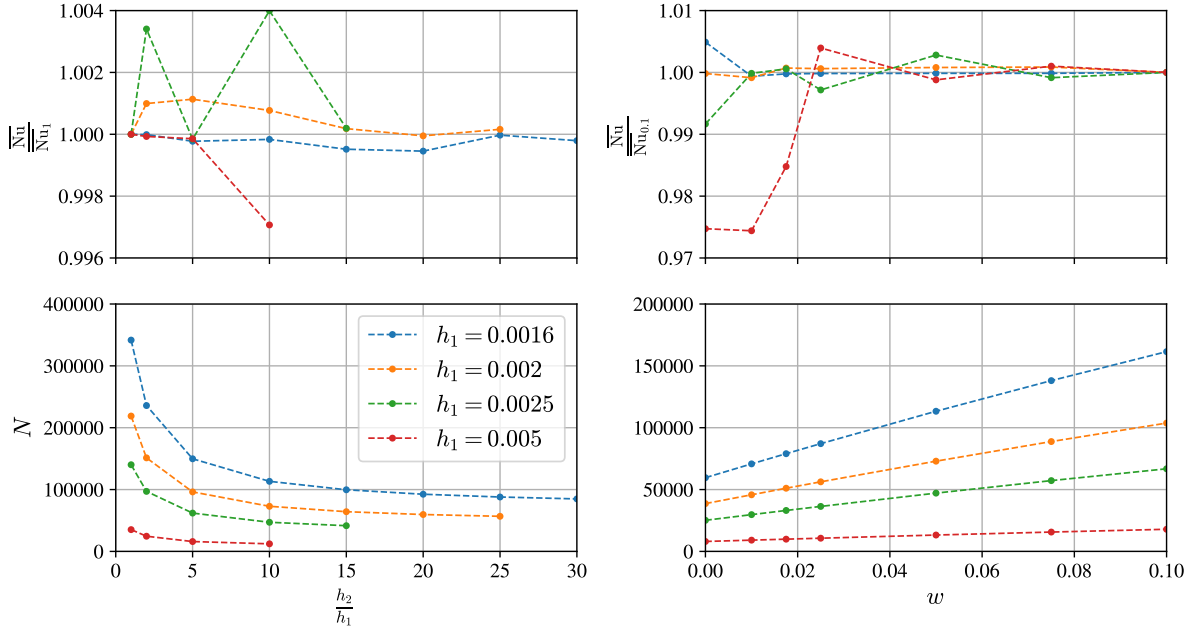 1.004
1.002
1.000
0.998
0.996
Nu
Nu₁
1.01
1.00
0.99
0.98
0.97
Nu
Nu₀.₁
400000
300000
200000
100000
0
N
h₁ = 0.0016
h₁ = 0.002
h₁ = 0.0025
h₁ = 0.005
0 5 10 15 20 25 30
h₂
h₁
200000
150000
100000
50000
0
0.00 0.02 0.04 0.06 0.08 0.10
w